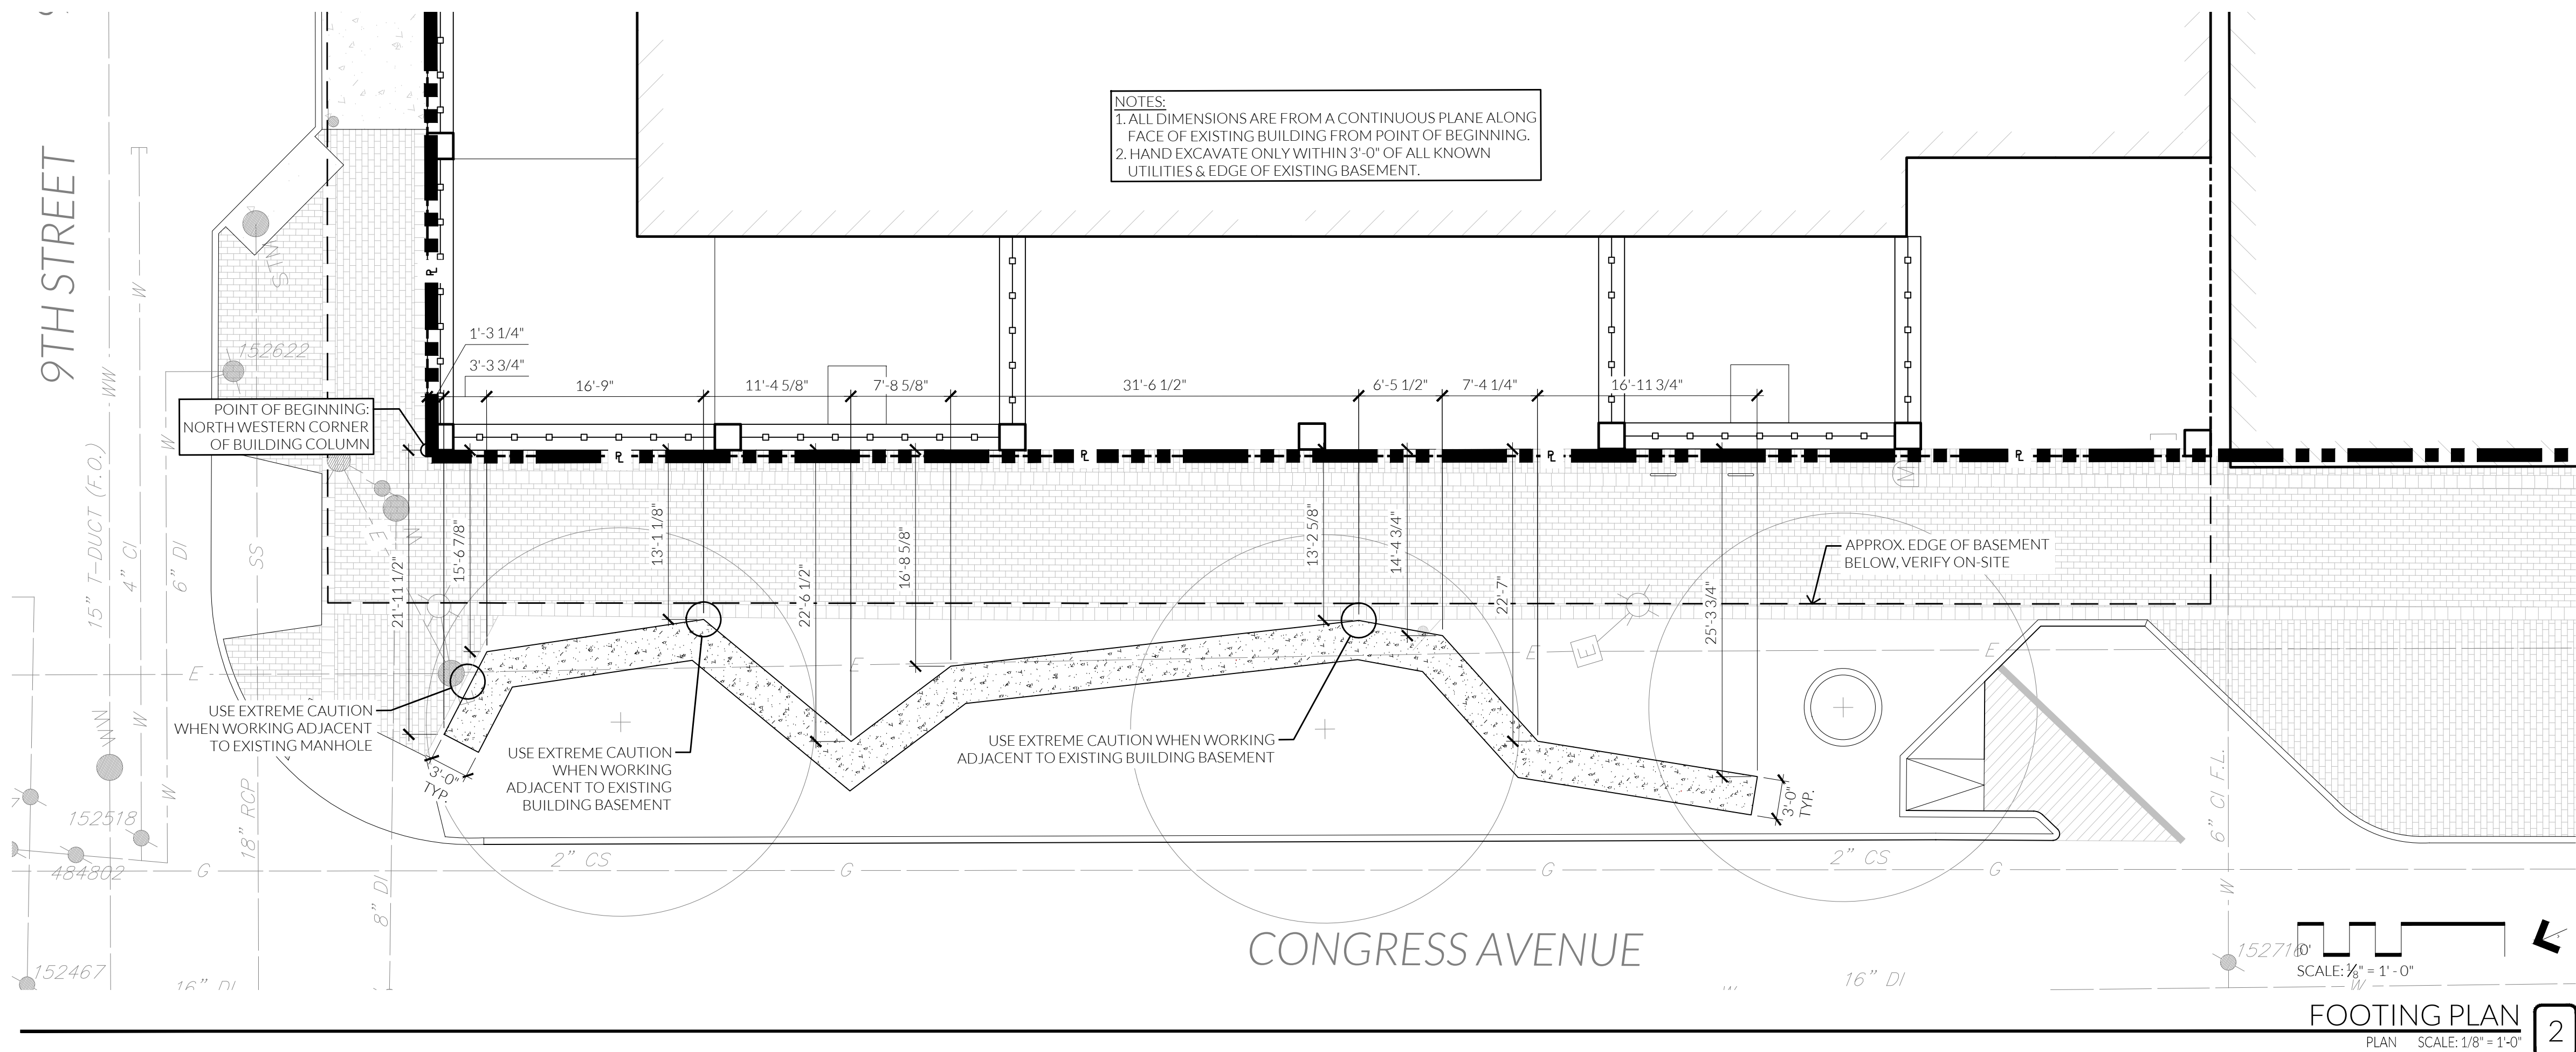 NOTES:
1. ALL DIMENSIONS ARE FROM A CONTINUOUS PLANE ALONG
FACE OF EXISTING BUILDING FROM POINT OF BEGINNING.
2. HAND EXCAVATE ONLY WITHIN 3'-0" OF ALL KNOWN
UTILITIES & EDGE OF EXISTING BASEMENT.
9TH STREET
15" T-DUCT (F.O.)
WW
4" CI
W
6" DI
W
SS
STM
152622
POINT OF BEGINNING:
NORTH WESTERN CORNER
OF BUILDING COLUMN
1'-3 1/4"
3'-3 3/4"
16'-9"
11'-4 5/8"
7'-8 5/8"
31'-6 1/2"
6'-5 1/2"
7'-4 1/4"
16'-11 3/4"
PL
PL
PL
PL
PL
21'-11 1/2"
15'-6 7/8"
13'-1 1/8"
22'-6 1/2"
16'-8 5/8"
13'-2 5/8"
14'-4 3/4"
22'-7"
25'-3 3/4"
APPROX. EDGE OF BASEMENT
BELOW, VERIFY ON-SITE
M
E
E
E
E
E
E
USE EXTREME CAUTION
WHEN WORKING ADJACENT
TO EXISTING MANHOLE
USE EXTREME CAUTION
WHEN WORKING
ADJACENT TO EXISTING
BUILDING BASEMENT
USE EXTREME CAUTION WHEN WORKING
ADJACENT TO EXISTING BUILDING BASEMENT
3'-0"
TYP.
3'-0"
TYP.
WW
W
W
18" RCP
8" DI
152518
484802
G
2" CS
G
G
2" CS
G
6" CI F.L.
W
CONGRESS AVENUE
152467
16" DI
16" DI
152716
0'
SCALE: 1/8" = 1' - 0"
W
FOOTING PLAN
PLAN SCALE: 1/8" = 1'-0"
2